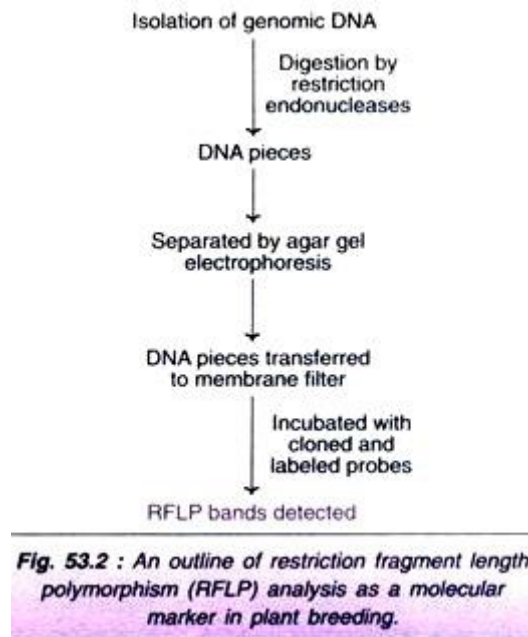 Isolation of genomic DNA
Digestion by
restriction
endonucleases
DNA pieces
Separated by agar gel
electrophoresis
DNA pieces transferred
to membrane filter
Incubated with
cloned and
labeled probes
RFLP bands detected
Fig. 53.2 : An outline of restriction fragment length
polymorphism (RFLP) analysis as a molecular
marker in plant breeding.